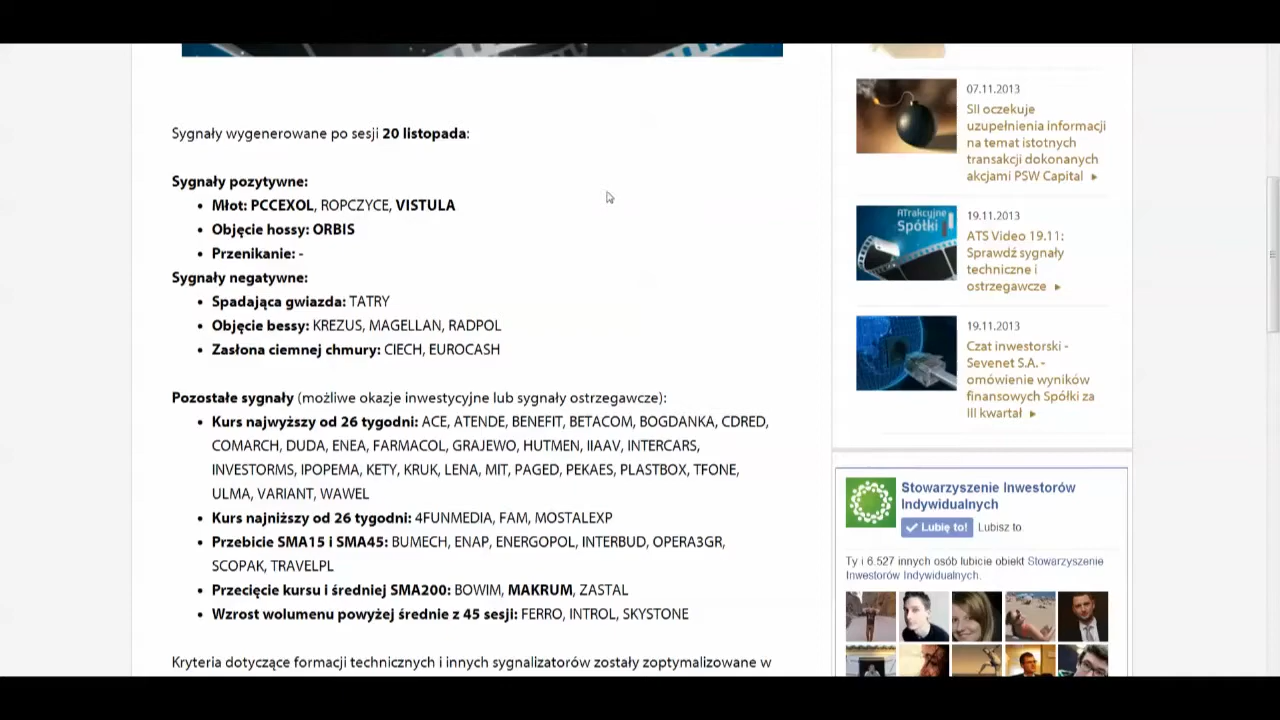 Sygnały wygenerowane po sesji 20 listopada:
Sygnały pozytywne:
• Młot: PCCEXOL, ROPCZYCE, VISTULA
• Objęcie hossy: ORBIS
• Przenikanie: -
Sygnały negatywne:
• Spadająca gwiazda: TATRY
• Objęcie bessy: KREZUS, MAGELLAN, RADPOL
• Zasłona ciemnej chmury: CIECH, EUROCASH
Pozostałe sygnały (możliwe okazje inwestycyjne lub sygnały ostrzegawcze):
• Kurs najwyższy od 26 tygodni: ACE, ATENDE, BENEFIT, BETACOM, BOGDANKA, CDRED,
COMARCH, DUDA, ENEA, FARMACOL, GRAJEWO, HUTMEN, IIAAV, INTERCARS,
INVESTORMS, IPOPEMA, KETY, KRUK, LENA, MIT, PAGED, PEKAES, PLASTBOX, TFONE,
ULMA, VARIANT, WAWEL
• Kurs najniższy od 26 tygodni: 4FUNMEDIA, FAM, MOSTALEXP
• Przebicie SMA15 i SMA45: BUMECH, ENAP, ENERGOPOL, INTERBUD, OPERA3GR,
SCOPAK, TRAVELPL
• Przecięcie kursu i średniej SMA200: BOWIM, MAKRUM, ZASTAL
• Wzrost wolumenu powyżej średnie z 45 sesji: FERRO, INTROL, SKYSTONE
Kryteria dotyczące formacji technicznych i innych sygnalizatorów zostały zoptymalizowane w
07.11.2013
SII oczekuje
uzupełnienia informacji
na temat istotnych
transakcji dokonanych
akcjami PSW Capital
ATrakcyjne
Spółki
19.11.2013
ATS Video 19.11:
Sprawdź sygnały
techniczne i
ostrzegawcze
19.11.2013
Czat inwestorski -
Sevenet S.A. -
omówienie wyników
finansowych Spółki za
III kwartał
Stowarzyszenie Inwestorów
Indywidualnych
Lubię to! Lubisz to.
Ty i 6.527 innych osób lubicie obiekt Stowarzyszenie
Inwestorów Indywidualnych.